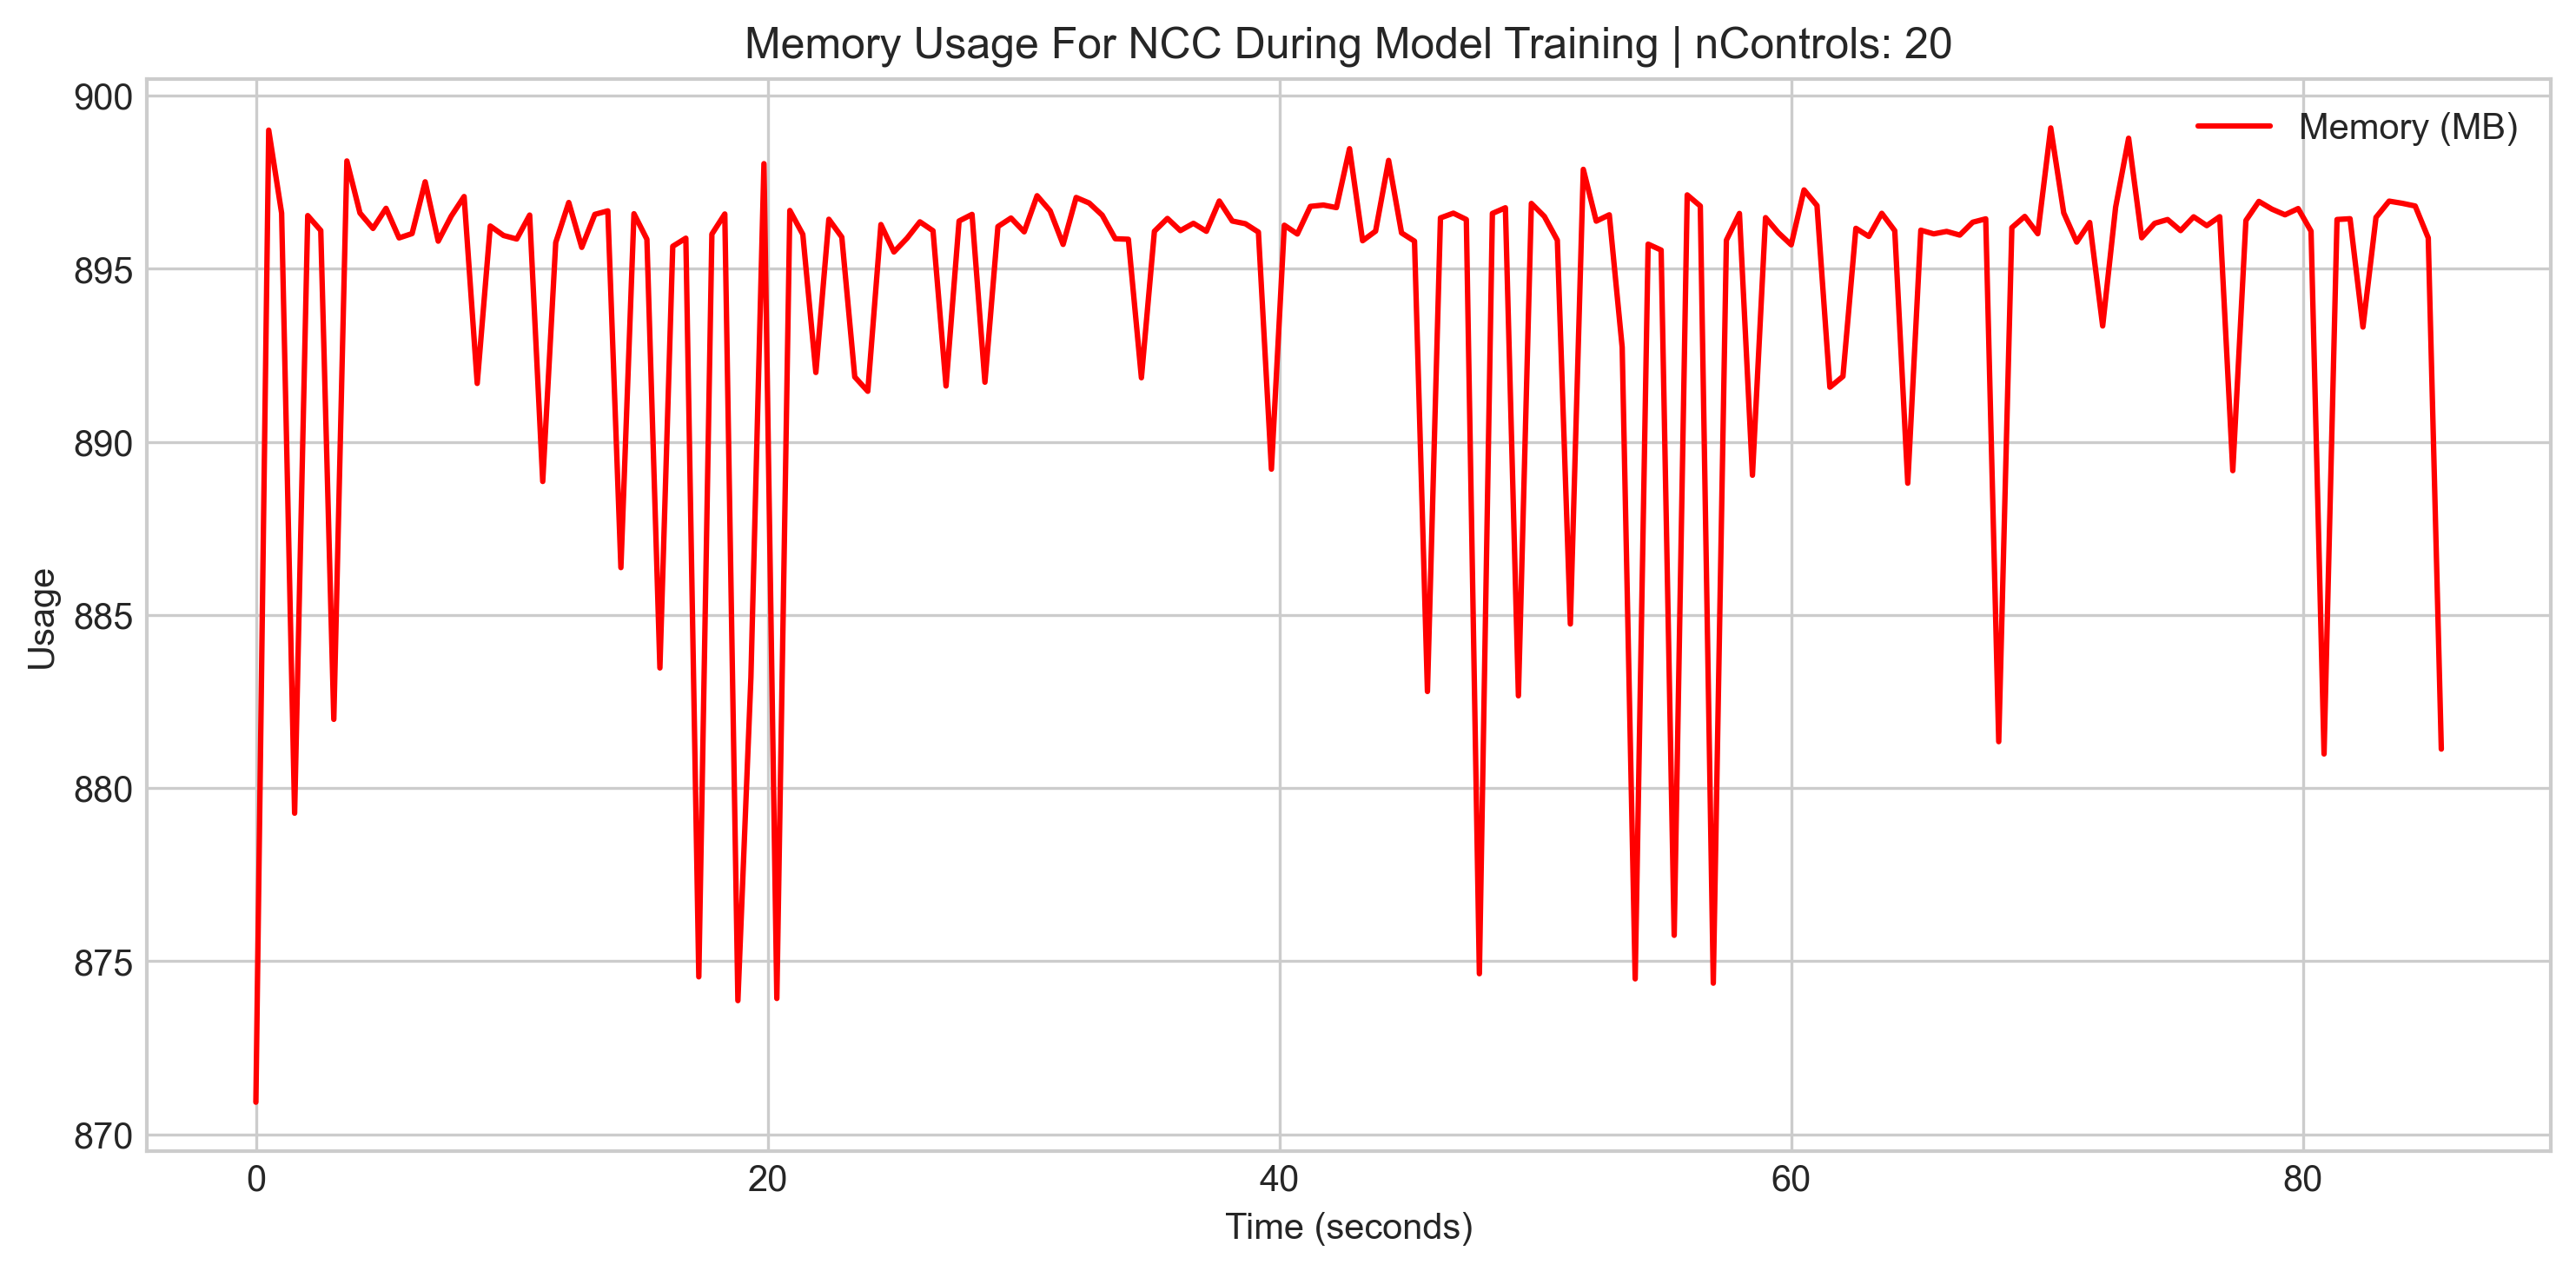 Memory Usage For NCC During Model Training | nControls: 20
Memory (MB)
900
895
890
885
880
875
870
Usage
0 20 40 60 80
Time (seconds)